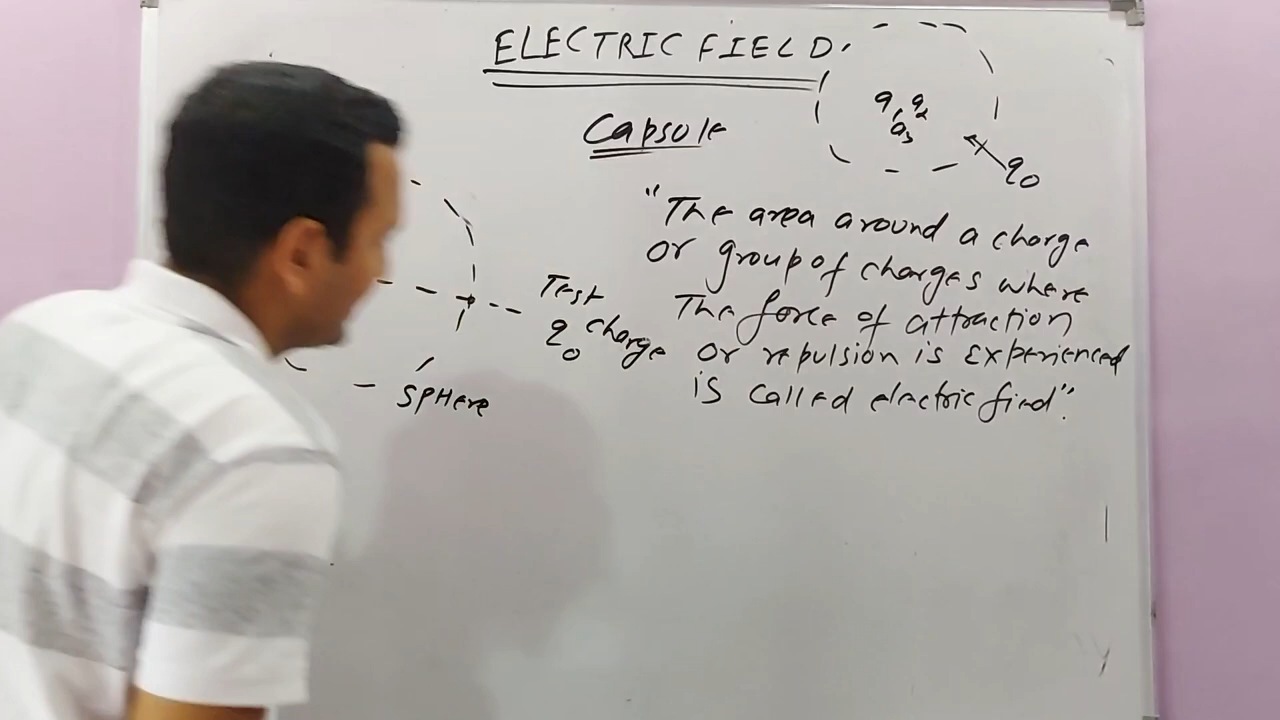 ELECTRIC FIELD.
Capsule
q1 q2
q3
q0
"The area around a charge
or group of charges where
The force of attraction
or repulsion is experienced
is called electric field".
Test
q0 charge
SPHere